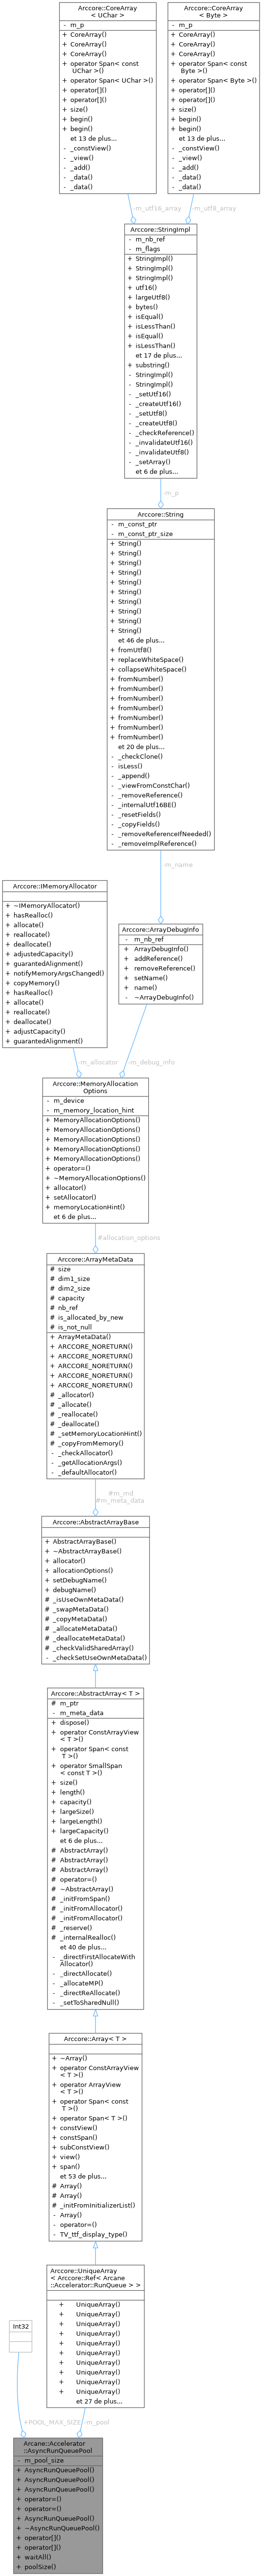 Arccore::CoreArray
< UChar >
- m_p
+ CoreArray()
+ CoreArray()
+ CoreArray()
+ operator Span< const
UChar >()
+ operator Span< UChar >()
+ operator[]()
+ operator[]()
+ size()
+ begin()
+ begin()
et 13 de plus...
- _constView()
- _view()
- _add()
- _data()
- _data()
Arccore::CoreArray
< Byte >
- m_p
+ CoreArray()
+ CoreArray()
+ CoreArray()
+ operator Span< const
Byte >()
+ operator Span< Byte >()
+ operator[]()
+ operator[]()
+ size()
+ begin()
+ begin()
et 13 de plus...
- _constView()
- _view()
- _add()
- _data()
- _data()
-m_utf16_array
-m_utf8_array
Arccore::StringImpl
- m_nb_ref
- m_flags
+ StringImpl()
+ StringImpl()
+ StringImpl()
+ utf16()
+ largeUtf8()
+ bytes()
+ isEqual()
+ isLessThan()
+ isEqual()
+ isLessThan()
et 17 de plus...
+ substring()
- StringImpl()
- StringImpl()
- _setUtf16()
- _createUtf16()
- _setUtf8()
- _createUtf8()
- _checkReference()
- _invalidateUtf16()
- _invalidateUtf8()
- _setArray()
et 6 de plus...
-m_p
Arccore::String
- m_const_ptr
- m_const_ptr_size
+ String()
+ String()
+ String()
+ String()
+ String()
+ String()
+ String()
+ String()
+ String()
+ String()
et 46 de plus...
+ fromUtf8()
+ replaceWhiteSpace()
+ collapseWhiteSpace()
+ fromNumber()
+ fromNumber()
+ fromNumber()
+ fromNumber()
+ fromNumber()
+ fromNumber()
+ fromNumber()
et 20 de plus...
- _checkClone()
- isLess()
- _append()
- _viewFromConstChar()
- _removeReference()
- _internalUtf16BE()
- _resetFields()
- _copyFields()
- _removeReferenceIfNeeded()
- _removeImplReference()
-m_name
Arccore::IMemoryAllocator
+ ~IMemoryAllocator()
+ hasRealloc()
+ allocate()
+ reallocate()
+ deallocate()
+ adjustedCapacity()
+ guarantedAlignment()
+ notifyMemoryArgsChanged()
+ copyMemory()
+ hasRealloc()
+ allocate()
+ reallocate()
+ deallocate()
+ adjustCapacity()
+ guarantedAlignment()
Arccore::ArrayDebugInfo
- m_nb_ref
+ ArrayDebugInfo()
+ addReference()
+ removeReference()
+ setName()
+ name()
- ~ArrayDebugInfo()
-m_allocator
-m_debug_info
Arccore::MemoryAllocation
Options
- m_device
- m_memory_location_hint
+ MemoryAllocationOptions()
+ MemoryAllocationOptions()
+ MemoryAllocationOptions()
+ MemoryAllocationOptions()
+ MemoryAllocationOptions()
+ operator=()
+ ~MemoryAllocationOptions()
+ allocator()
+ setAllocator()
+ memoryLocationHint()
et 6 de plus...
#allocation_options
Arccore::ArrayMetaData
# size
# dim1_size
# dim2_size
# capacity
# nb_ref
# is_allocated_by_new
# is_not_null
+ ArrayMetaData()
+ ARCCORE_NORETURN()
+ ARCCORE_NORETURN()
+ ARCCORE_NORETURN()
+ ARCCORE_NORETURN()
+ ARCCORE_NORETURN()
# _allocator()
# _allocate()
# _reallocate()
# _deallocate()
# _setMemoryLocationHint()
# _copyFromMemory()
- _checkAllocator()
- _getAllocationArgs()
- _defaultAllocator()
#m_md
#m_meta_data
Arccore::AbstractArrayBase
+ AbstractArrayBase()
+ ~AbstractArrayBase()
+ allocator()
+ allocationOptions()
+ setDebugName()
+ debugName()
# _isUseOwnMetaData()
# _swapMetaData()
# _copyMetaData()
# _allocateMetaData()
# _deallocateMetaData()
# _checkValidSharedArray()
- _checkSetUseOwnMetaData()
Arccore::AbstractArray< T >
# m_ptr
- m_meta_data
+ dispose()
+ operator ConstArrayView
< T >()
+ operator Span< const
T >()
+ operator SmallSpan
< const T >()
+ size()
+ length()
+ capacity()
+ largeSize()
+ largeLength()
+ largeCapacity()
et 6 de plus...
# AbstractArray()
# AbstractArray()
# AbstractArray()
# operator=()
# ~AbstractArray()
# _initFromSpan()
# _initFromAllocator()
# _initFromAllocator()
# _reserve()
# _internalRealloc()
et 40 de plus...
- _directFirstAllocateWith
Allocator()
- _directAllocate()
- _allocateMP()
- _directReAllocate()
- _setToSharedNull()
Arccore::Array< T >
+ ~Array()
+ operator ConstArrayView
< T >()
+ operator ArrayView
< T >()
+ operator Span< const
T >()
+ operator Span< T >()
+ constView()
+ constSpan()
+ subConstView()
+ view()
+ span()
et 53 de plus...
# Array()
# Array()
# _initFromInitializerList()
- Array()
- operator=()
- TV_ttf_display_type()
Arccore::UniqueArray
< Arccore::Ref< Arcane
::Accelerator::RunQueue > >
+ UniqueArray()
+ UniqueArray()
+ UniqueArray()
+ UniqueArray()
+ UniqueArray()
+ UniqueArray()
+ UniqueArray()
+ UniqueArray()
+ UniqueArray()
+ UniqueArray()
et 27 de plus...
Int32
+POOL_MAX_SIZE
-m_pool
Arcane::Accelerator
::AsyncRunQueuePool
- m_pool_size
+ AsyncRunQueuePool()
+ AsyncRunQueuePool()
+ AsyncRunQueuePool()
+ operator=()
+ operator=()
+ AsyncRunQueuePool()
+ ~AsyncRunQueuePool()
+ operator[]()
+ operator[]()
+ waitAll()
+ poolSize()